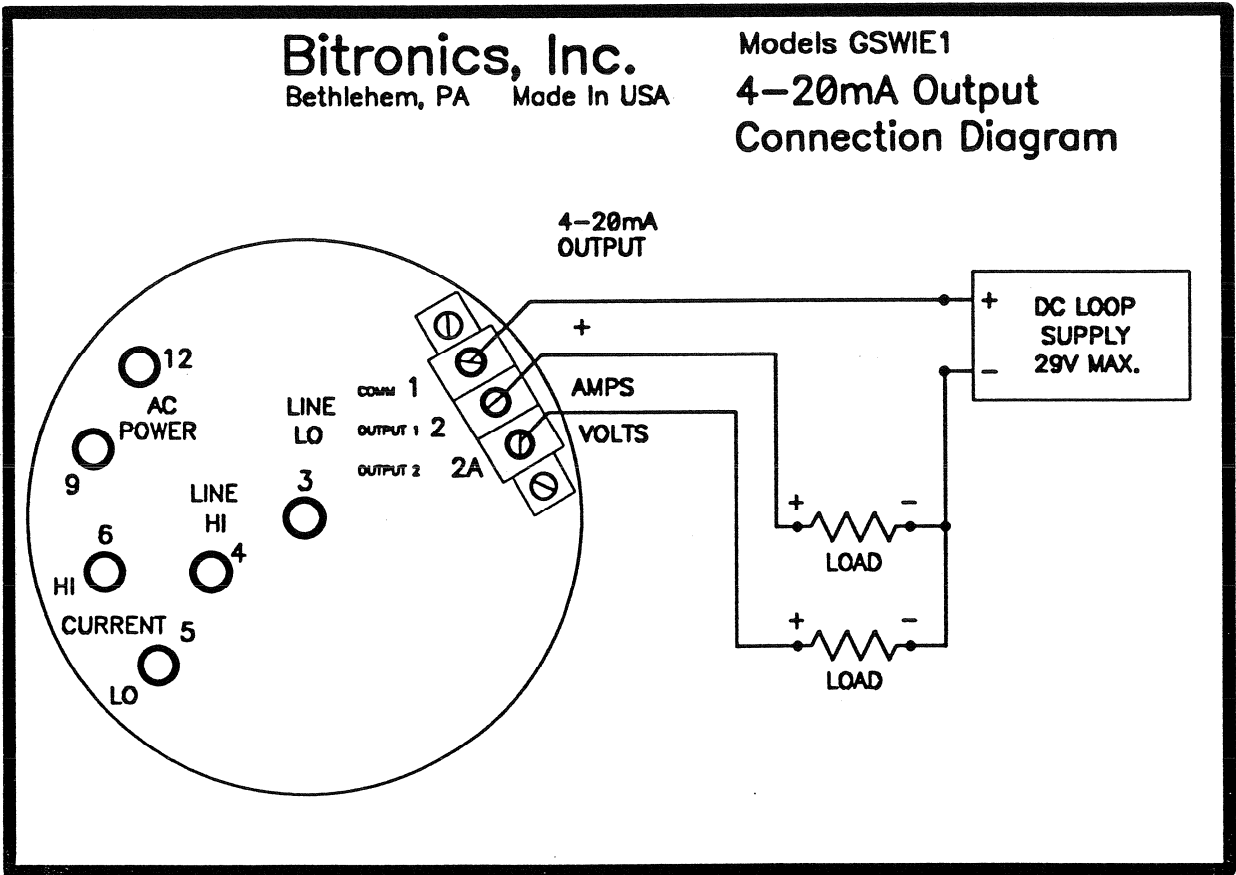 Bitronics, Inc.
Bethlehem, PA Made In USA
Models GSWIE1
4-20mA Output
Connection Diagram
4-20mA
OUTPUT
+
DC LOOP
SUPPLY
29V MAX.
+
-
12
AC
POWER
9
LINE
LO
3
COMM 1
OUTPUT 1 2
OUTPUT 2 2A
AMPS
VOLTS
LINE
HI
4
6
HI
CURRENT 5
LO
+ -
LOAD
+ -
LOAD